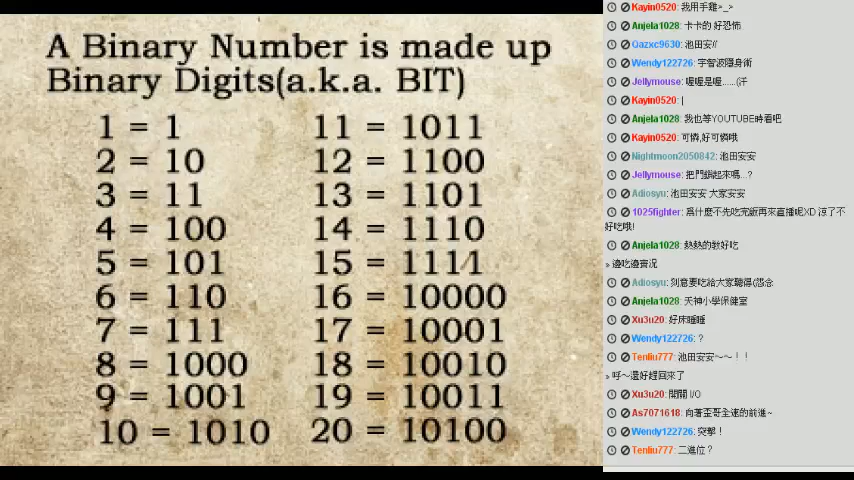 A Binary Number is made up
Binary Digits(a.k.a. BIT)
1 = 1
2 = 10
3 = 11
4 = 100
5 = 101
6 = 110
7 = 111
8 = 1000
9 = 1001
10 = 1010
11 = 1011
12 = 1100
13 = 1101
14 = 1110
15 = 1111
16 = 10000
17 = 10001
18 = 10010
19 = 10011
20 = 10100
Kayin0520: 我用手雞>_>
Anjela1028: 卡卡的 好恐怖
Qazxc9630: 池田安//
Wendy122726: 宇智波隱身術
Jellymouse: 喔喔是喔......(汗
Kayin0520: |
Anjela1028: 我也等YOUTUBE時看吧
Kayin0520: 可憐,好可憐哦
Nightmoon2050842: 池田安安
Jellymouse: 把門鎖起來嗎...?
Adiosyu: 池田安安 大家安安
1025fighter: 為什麼不先吃完飯再來直播呢XD 涼了不
好吃哦!
Anjela1028: 熱熱的較好吃
» 邊吃邊實況
Adiosyu: 刻意要吃給大家聽得(怨念
Anjela1028: 天神小學保健室
Xu3u20: 好床睡睡
Wendy122726: ?
Tenliu777: 池田安安～～！！
» 呼～還好趕回來了
Xu3u20: 開關 I/O
As7071618: 向著歪哥全速的前進~
Wendy122726: 突擊！
Tenliu777: 二進位？